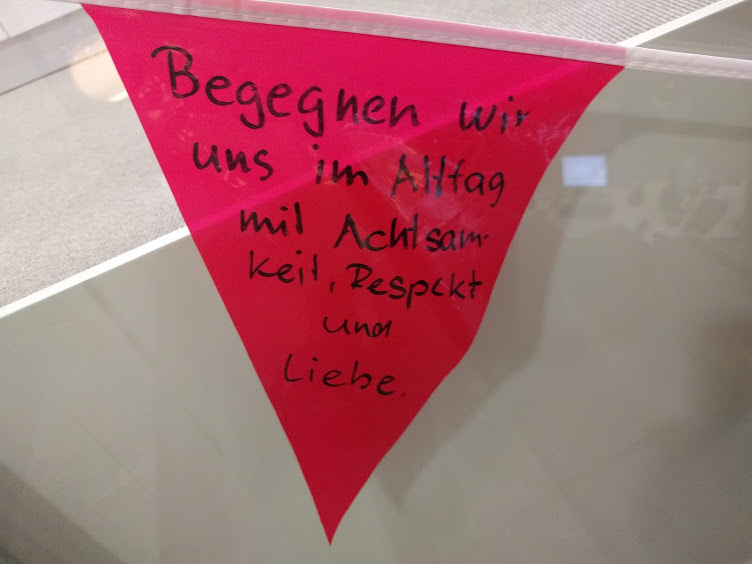 Begegnen wir
uns im Alltag
mit Achtsam-
keit, Respekt
und
Liebe.